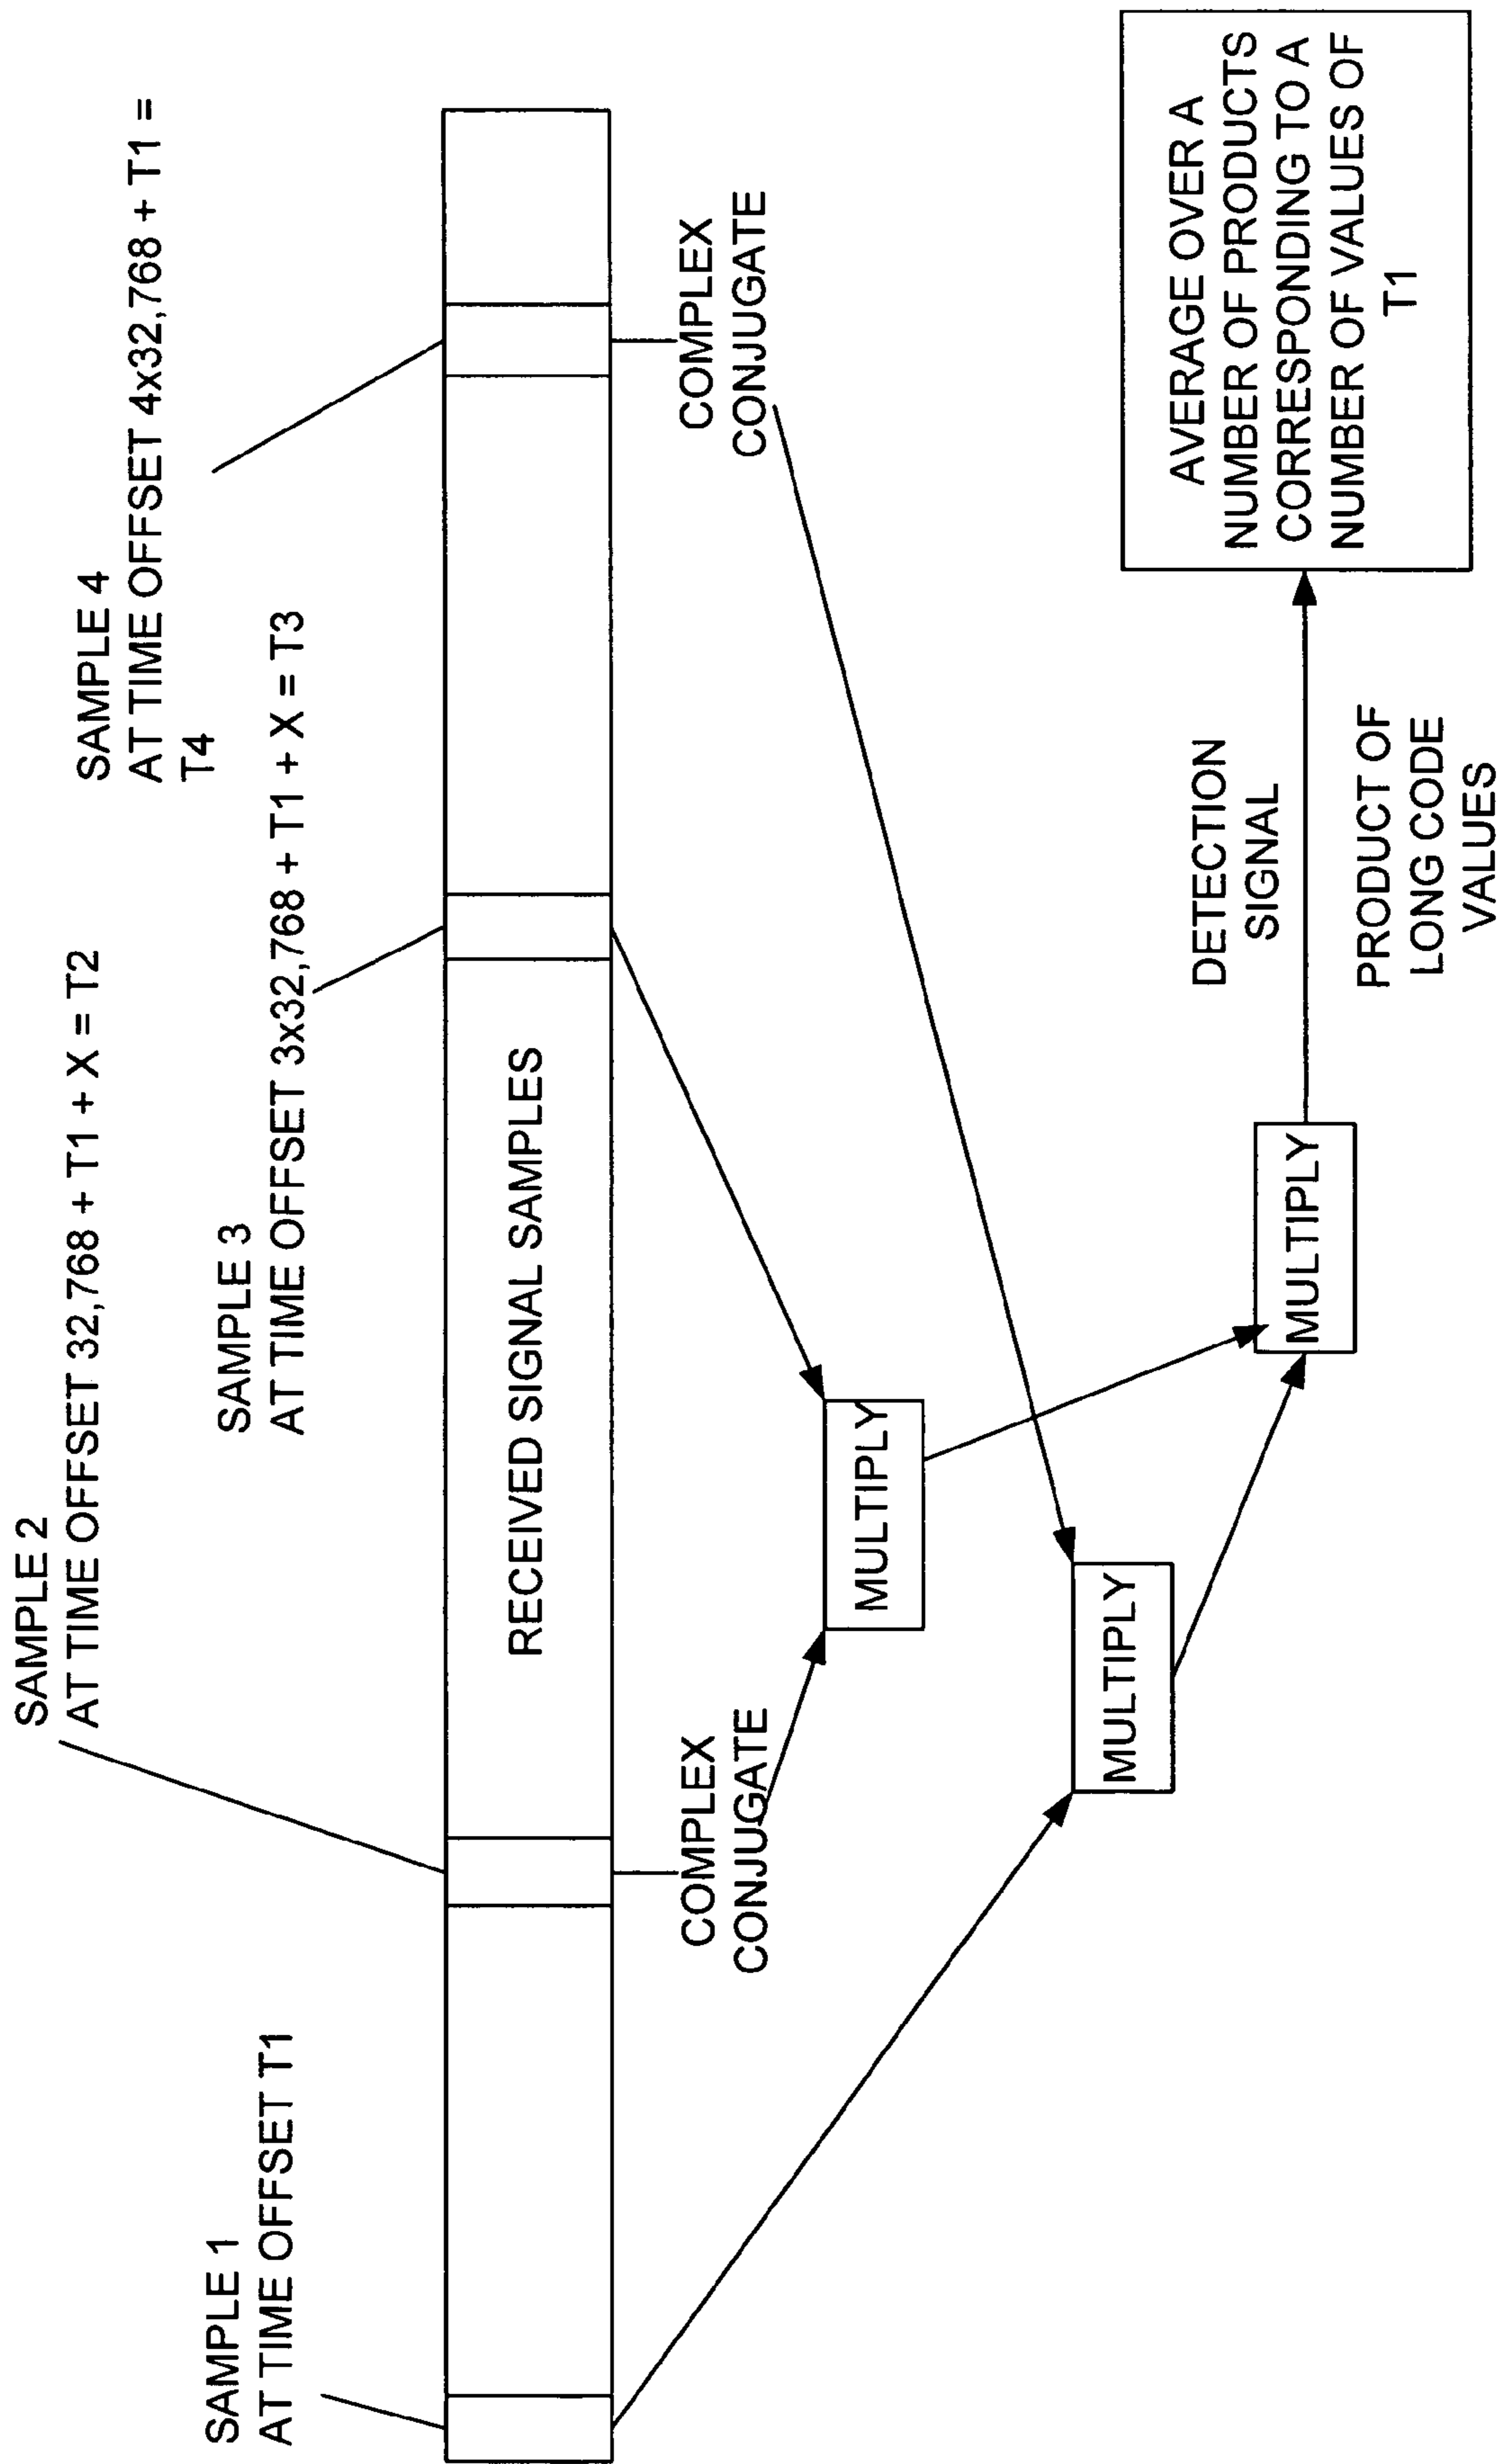 SAMPLE 1
AT TIME OFFSET T1
SAMPLE 2
AT TIME OFFSET 32,768 + T1 + X = T2
SAMPLE 3
AT TIME OFFSET 3x32,768 + T1 + X = T3
SAMPLE 4
AT TIME OFFSET 4x32,768 + T1 =
T4
RECEIVED SIGNAL SAMPLES
COMPLEX
CONJUGATE
COMPLEX
CONJUGATE
MULTIPLY
MULTIPLY
MULTIPLY
DETECTION
SIGNAL
PRODUCT OF
LONG CODE
VALUES
AVERAGE OVER A
NUMBER OF PRODUCTS
CORRESPONDING TO A
NUMBER OF VALUES OF
T1